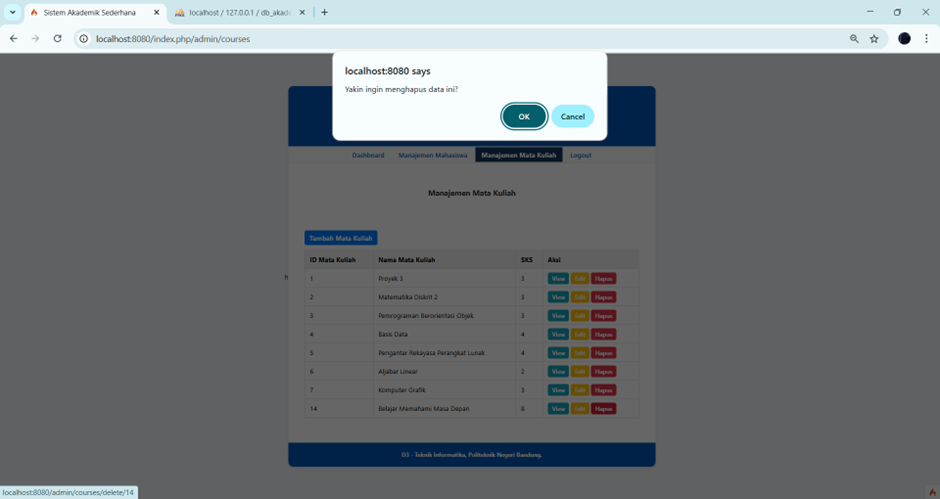 Sistem Akademik Sederhana
localhost / 127.0.0.1 / db_akade
localhost:8080/index.php/admin/courses
localhost:8080 says
Yakin ingin menghapus data ini?
OK Cancel
Dashboard Manajemen Mahasiswa Manajemen Mata Kuliah Logout
Manajemen Mata Kuliah
Tambah Mata Kuliah
ID Mata Kuliah Nama Mata Kuliah SKS Aksi
1 Proyek 3 3 View Edit Hapus
2 Matematika Diskrit 2 3 View Edit Hapus
3 Pemrograman Berorientasi Objek 3 View Edit Hapus
4 Basis Data 4 View Edit Hapus
5 Pengantar Rekayasa Perangkat Lunak 4 View Edit Hapus
6 Aljabar Linear 2 View Edit Hapus
7 Komputer Grafik 3 View Edit Hapus
14 Belajar Memahami Masa Depan 8 View Edit Hapus
h
D3 - Teknik Informatika, Politeknik Negeri Bandung.
localhost:8080/admin/courses/delete/14